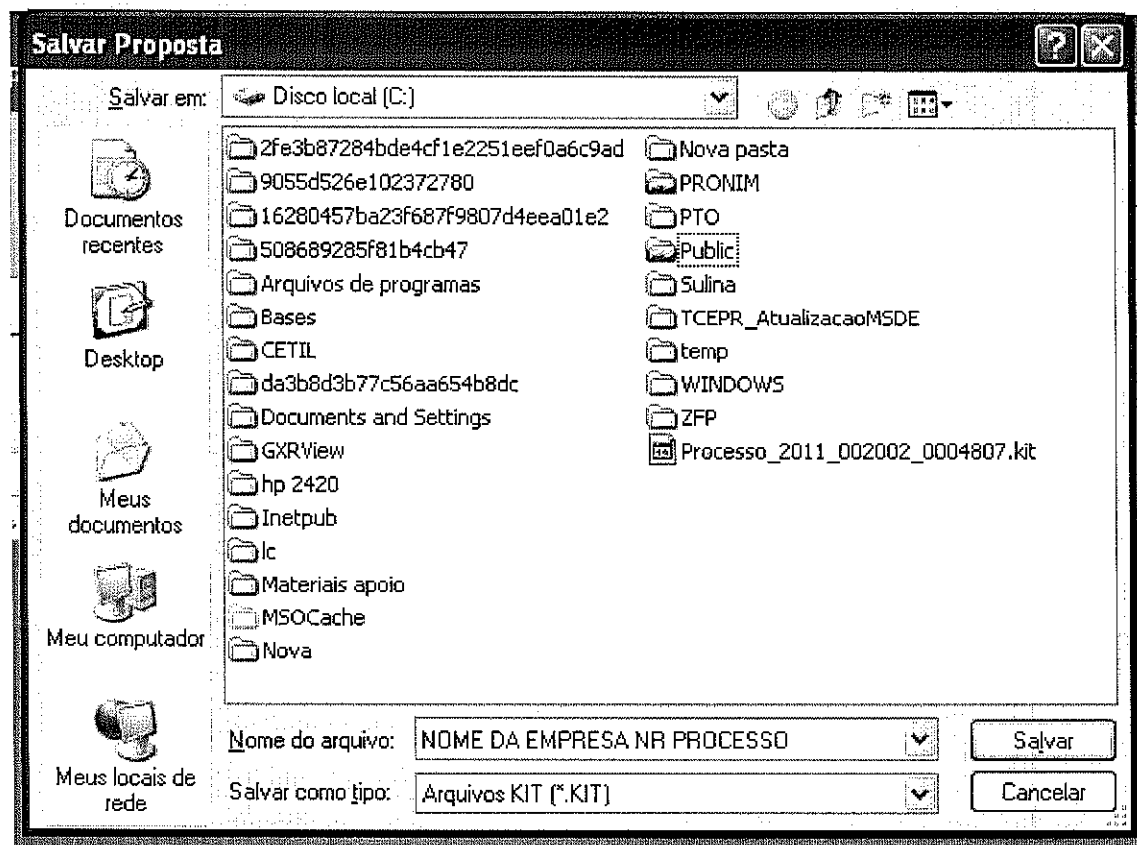 Salvar Proposta
Salvar em: Disco local (C:)
2fe3b87284bde4cf1e2251eef0a6c9ad
9055d526e102372780
16280457ba23f687f9807d4eea01e2
508689285f81b4cb47
Arquivos de programas
Bases
CETIL
da3b8d3b77c56aa654b8dc
Documents and Settings
GXRView
hp 2420
Inetpub
lc
Materiais apoio
MSOCache
Nova
Nova pasta
PRONIM
PTO
Public
Sulina
TCEPR_AtualizacaoMSDE
temp
WINDOWS
ZFP
Processo_2011_002002_0004807.kit
Documentos
recentes
Desktop
Meus
documentos
Meu computador
Meus locais de
rede
Nome do arquivo: NOME DA EMPRESA NR PROCESSO Salvar
Salvar como tipo: Arquivos KIT (*.KIT) Cancelar